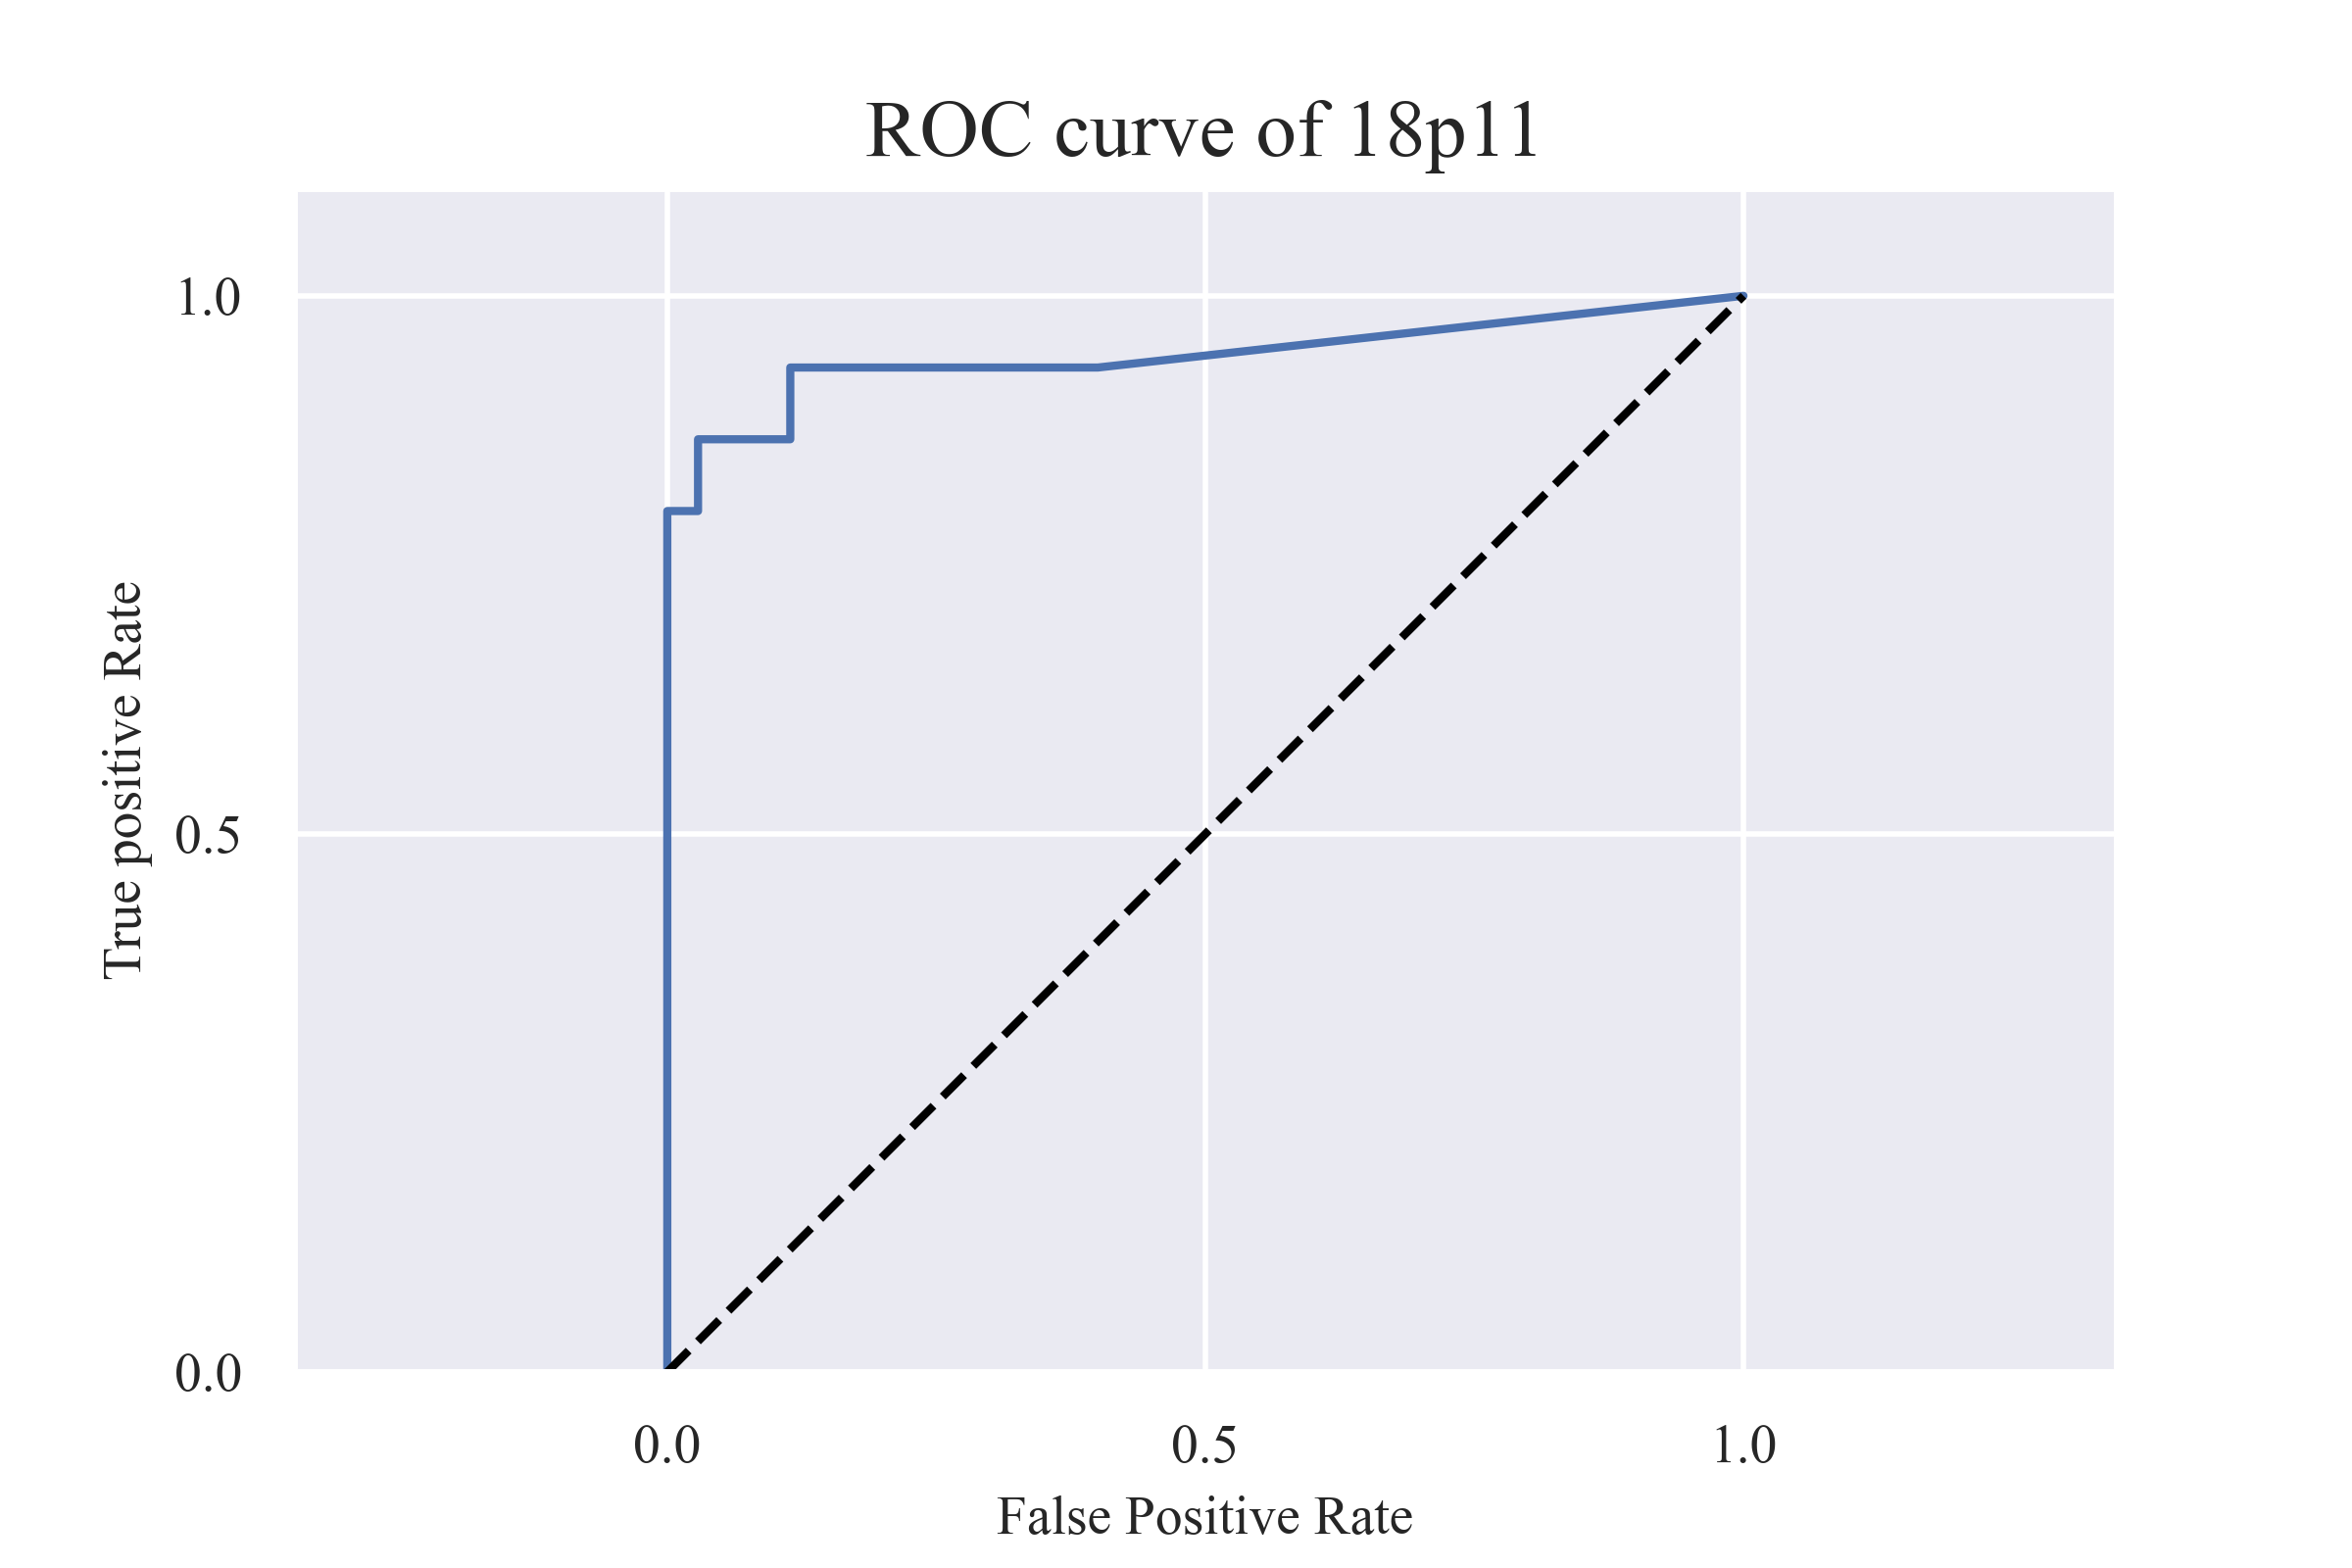 ROC curve of 18p11
1.0
0.5
0.0
True positive Rate
0.0 0.5 1.0
False Positive Rate